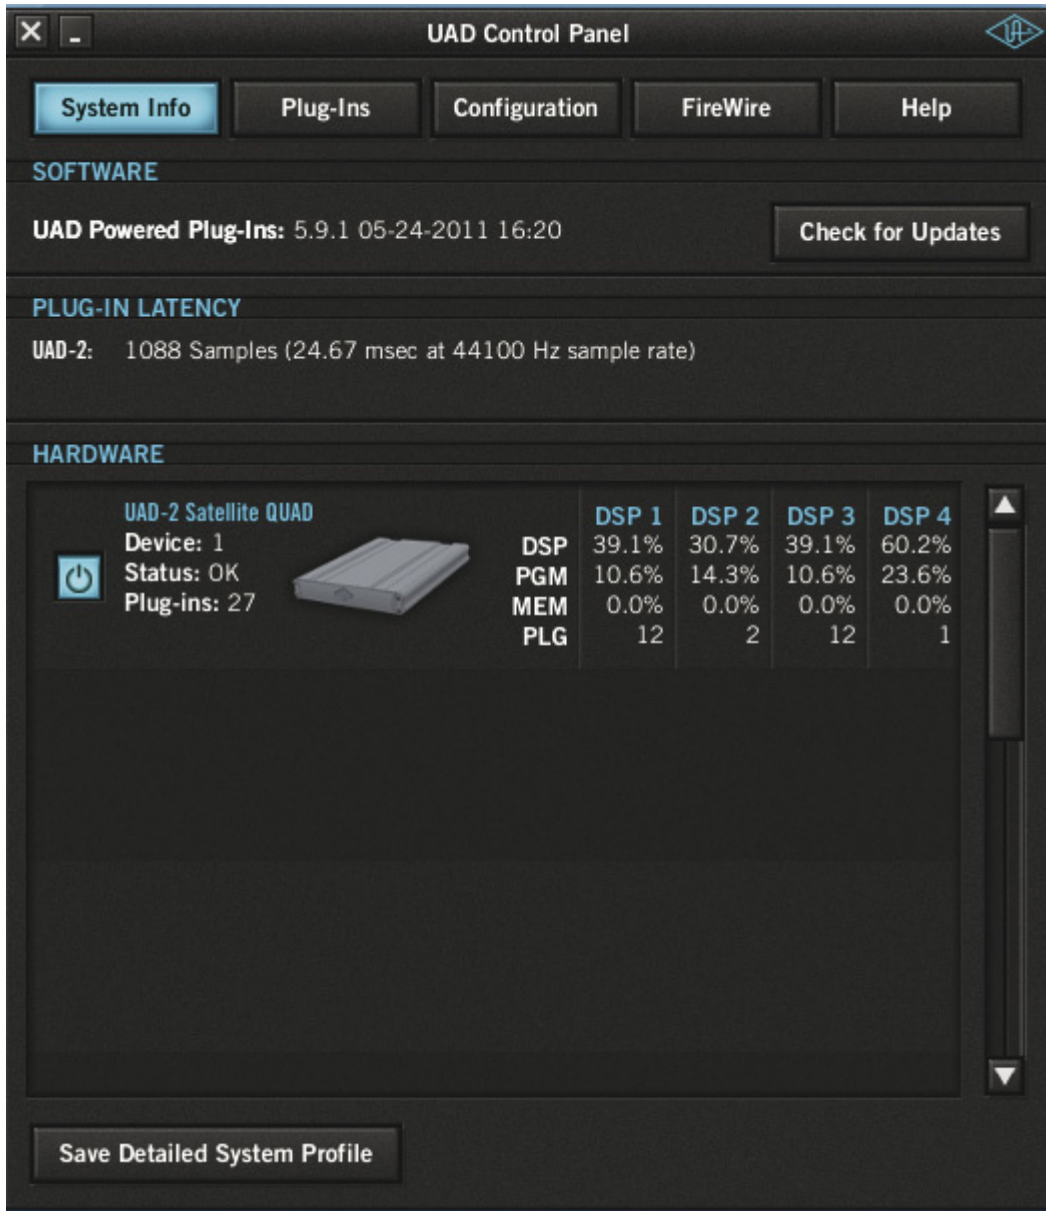 UAD Control Panel
System Info Plug-Ins Configuration FireWire Help
SOFTWARE
UAD Powered Plug-Ins: 5.9.1 05-24-2011 16:20 Check for Updates
PLUG-IN LATENCY
UAD-2: 1088 Samples (24.67 msec at 44100 Hz sample rate)
HARDWARE
UAD-2 Satellite QUAD
Device: 1
Status: OK
Plug-ins: 27
DSP 1 DSP 2 DSP 3 DSP 4
DSP 39.1% 30.7% 39.1% 60.2%
PGM 10.6% 14.3% 10.6% 23.6%
MEM 0.0% 0.0% 0.0% 0.0%
PLG 12 2 12 1
Save Detailed System Profile